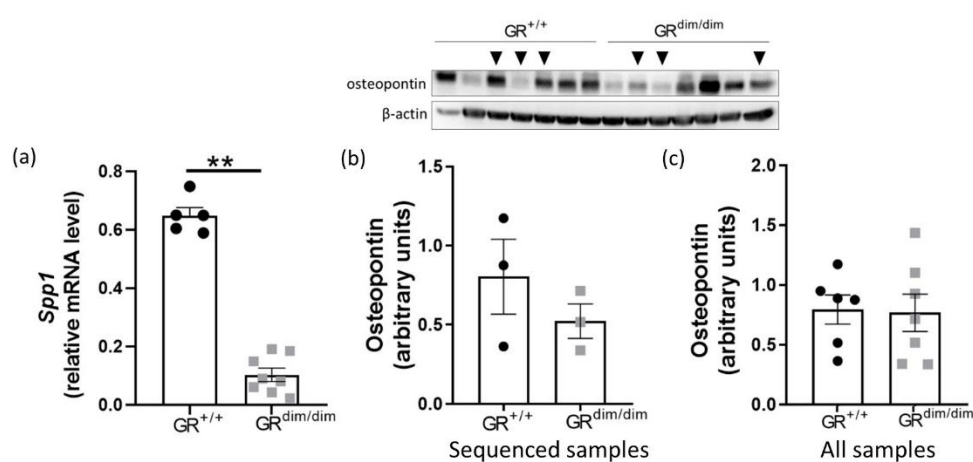 GR+/+ GRdim/dim
osteopontin
β-actin
(a) (b) (c)
**
Spp1
(relative mRNA level)
0.8
0.6
0.4
0.2
0.0
GR+/+ GRdim/dim
Osteopontin
(arbitrary units)
1.5
1.0
0.5
0.0
GR+/+ GRdim/dim
Sequenced samples
Osteopontin
(arbitrary units)
2.0
1.5
1.0
0.5
0.0
GR+/+ GRdim/dim
All samples